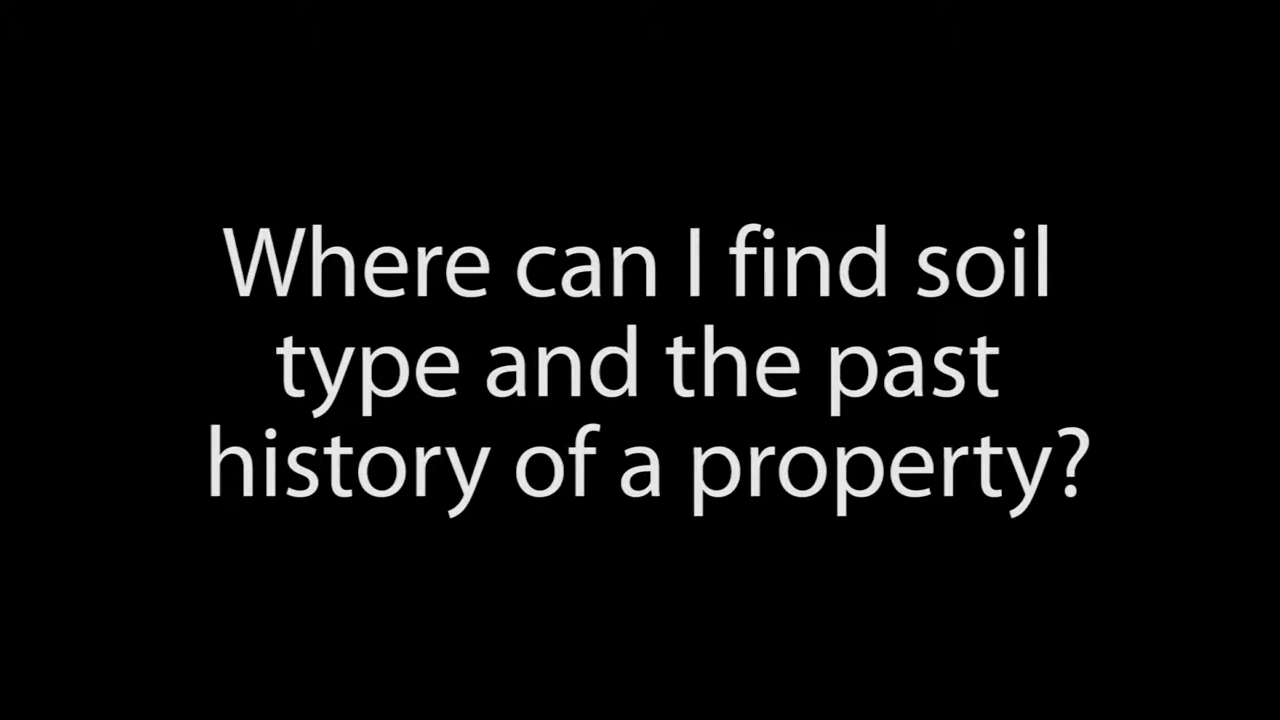 Where can I find soil
type and the past
history of a property?